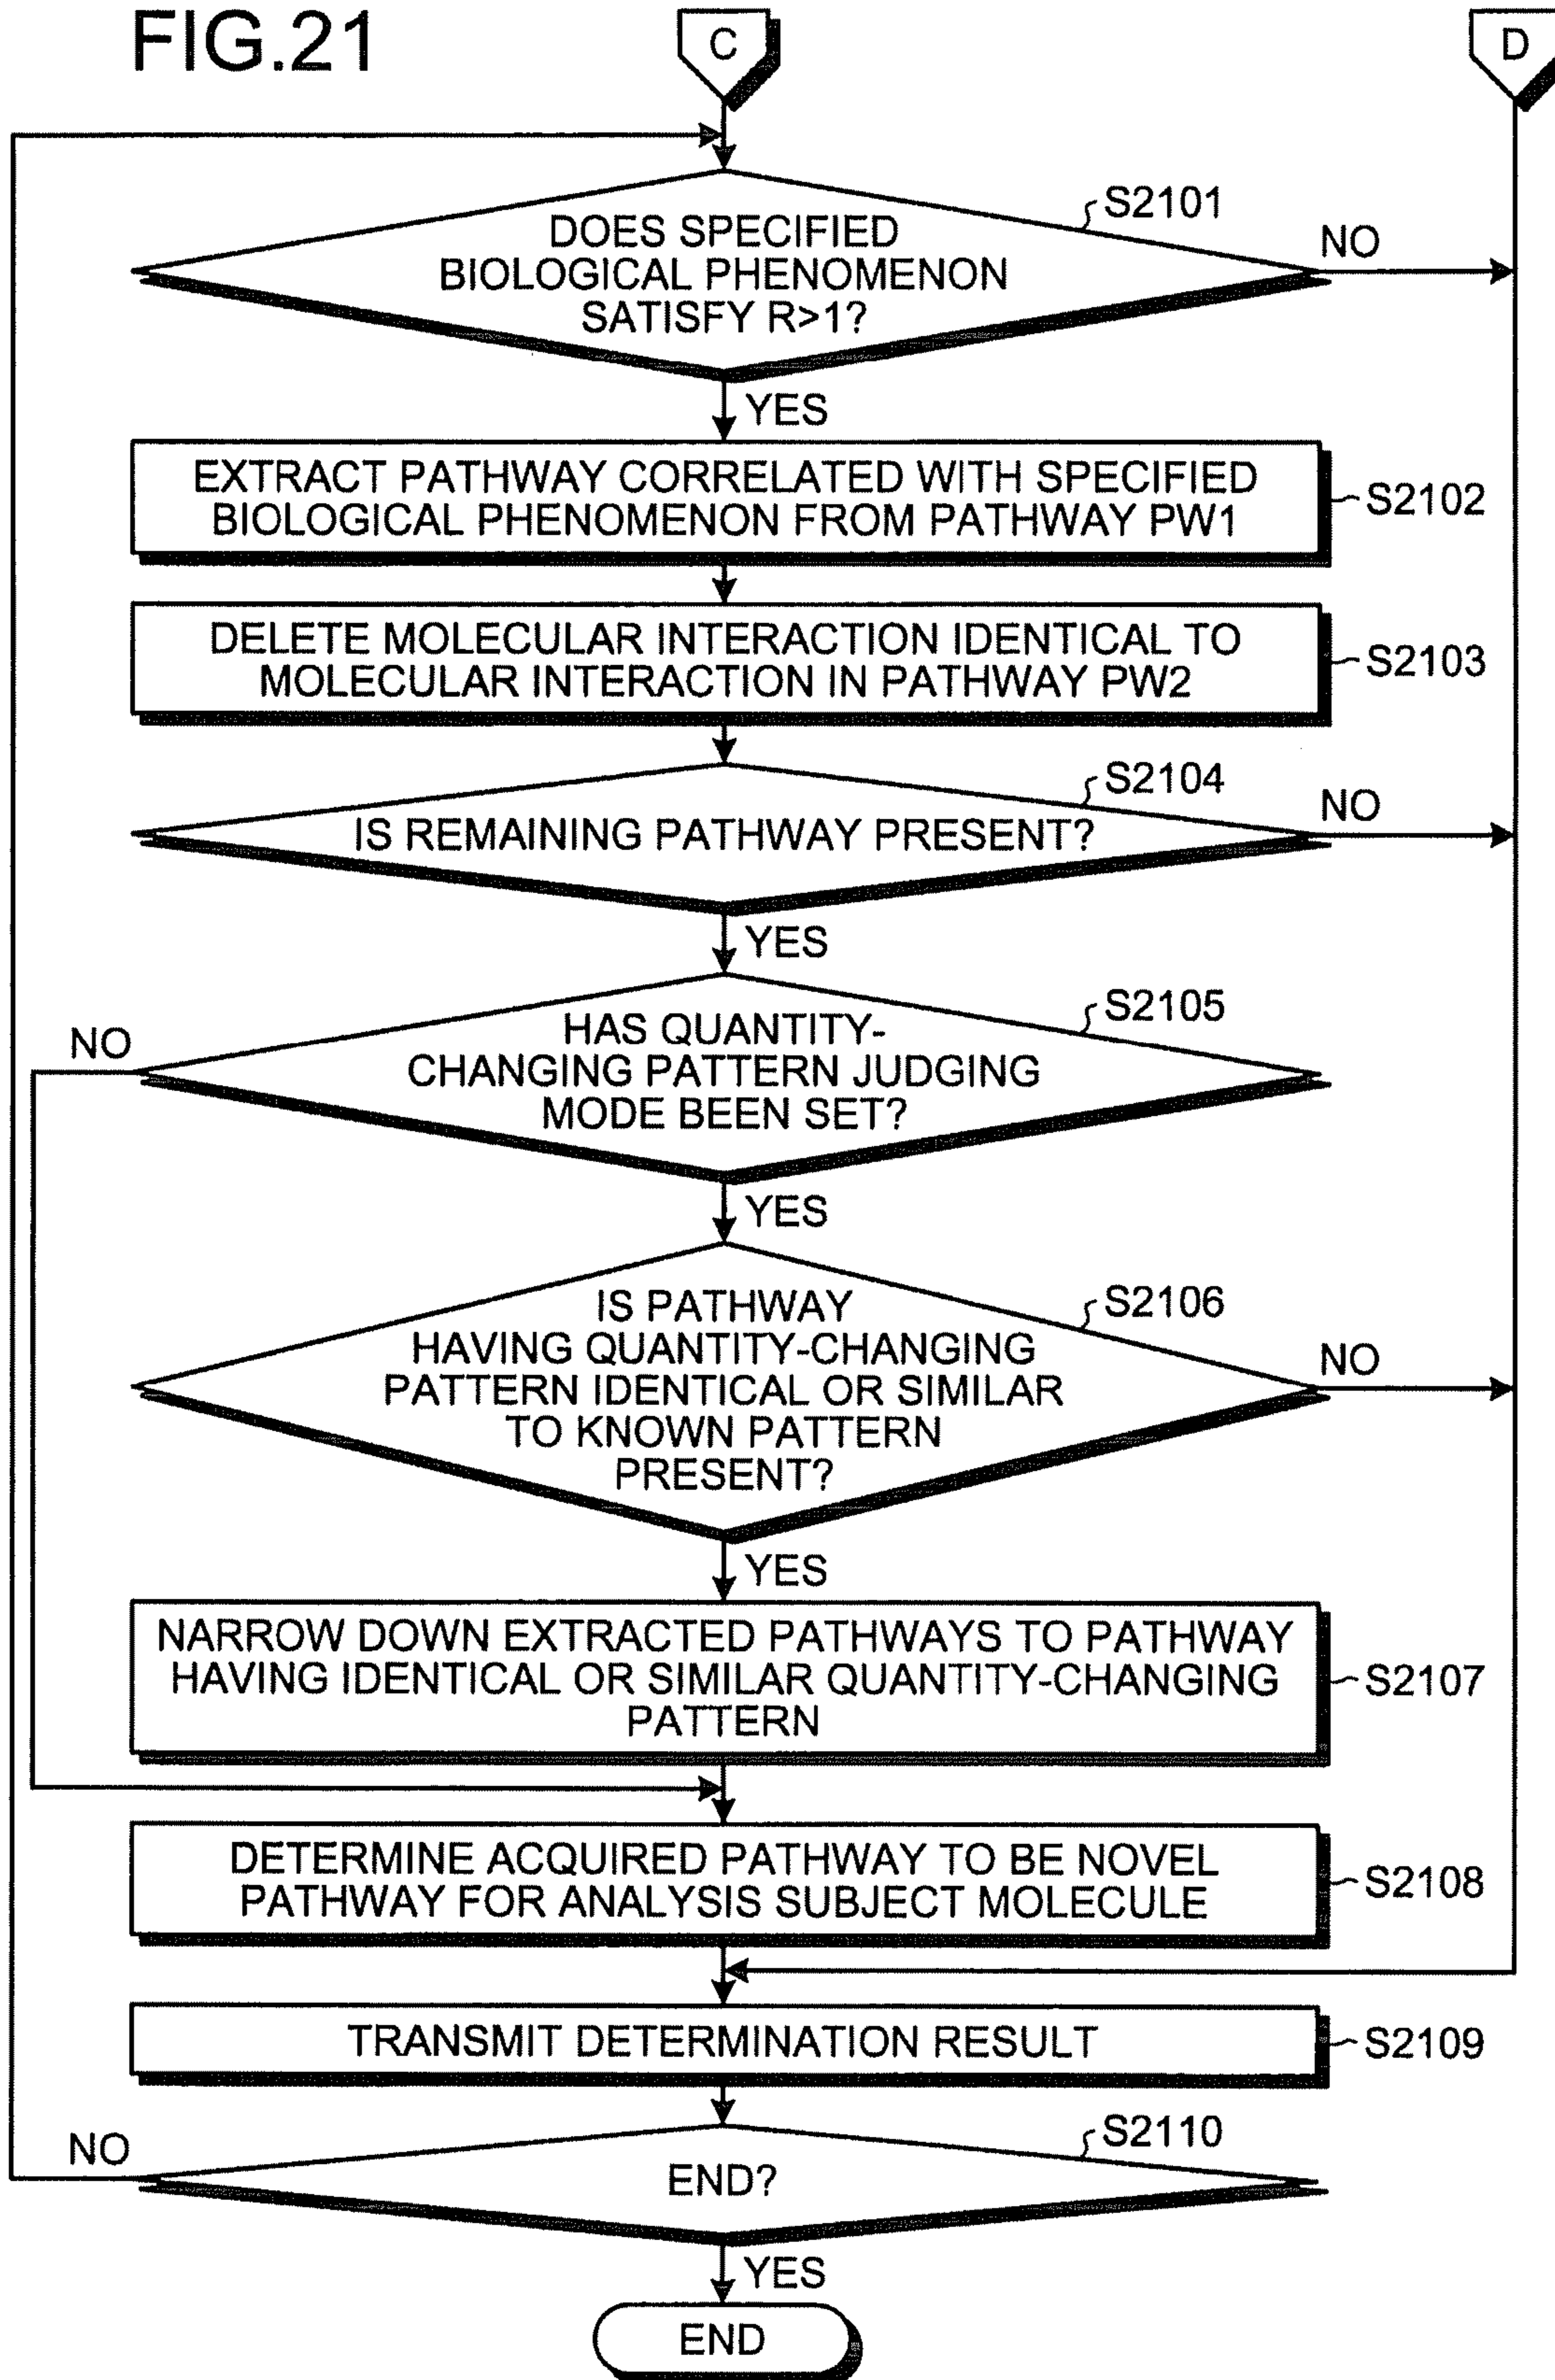 FIG.21
C
D
DOES SPECIFIED
BIOLOGICAL PHENOMENON
SATISFY R>1?
S2101
NO
YES
EXTRACT PATHWAY CORRELATED WITH SPECIFIED
BIOLOGICAL PHENOMENON FROM PATHWAY PW1
S2102
DELETE MOLECULAR INTERACTION IDENTICAL TO
MOLECULAR INTERACTION IN PATHWAY PW2
S2103
IS REMAINING PATHWAY PRESENT?
S2104
NO
YES
HAS QUANTITY-
CHANGING PATTERN JUDGING
MODE BEEN SET?
S2105
NO
YES
IS PATHWAY
HAVING QUANTITY-CHANGING
PATTERN IDENTICAL OR SIMILAR
TO KNOWN PATTERN
PRESENT?
S2106
NO
YES
NARROW DOWN EXTRACTED PATHWAYS TO PATHWAY
HAVING IDENTICAL OR SIMILAR QUANTITY-CHANGING
PATTERN
S2107
DETERMINE ACQUIRED PATHWAY TO BE NOVEL
PATHWAY FOR ANALYSIS SUBJECT MOLECULE
S2108
TRANSMIT DETERMINATION RESULT
S2109
END?
S2110
NO
YES
END